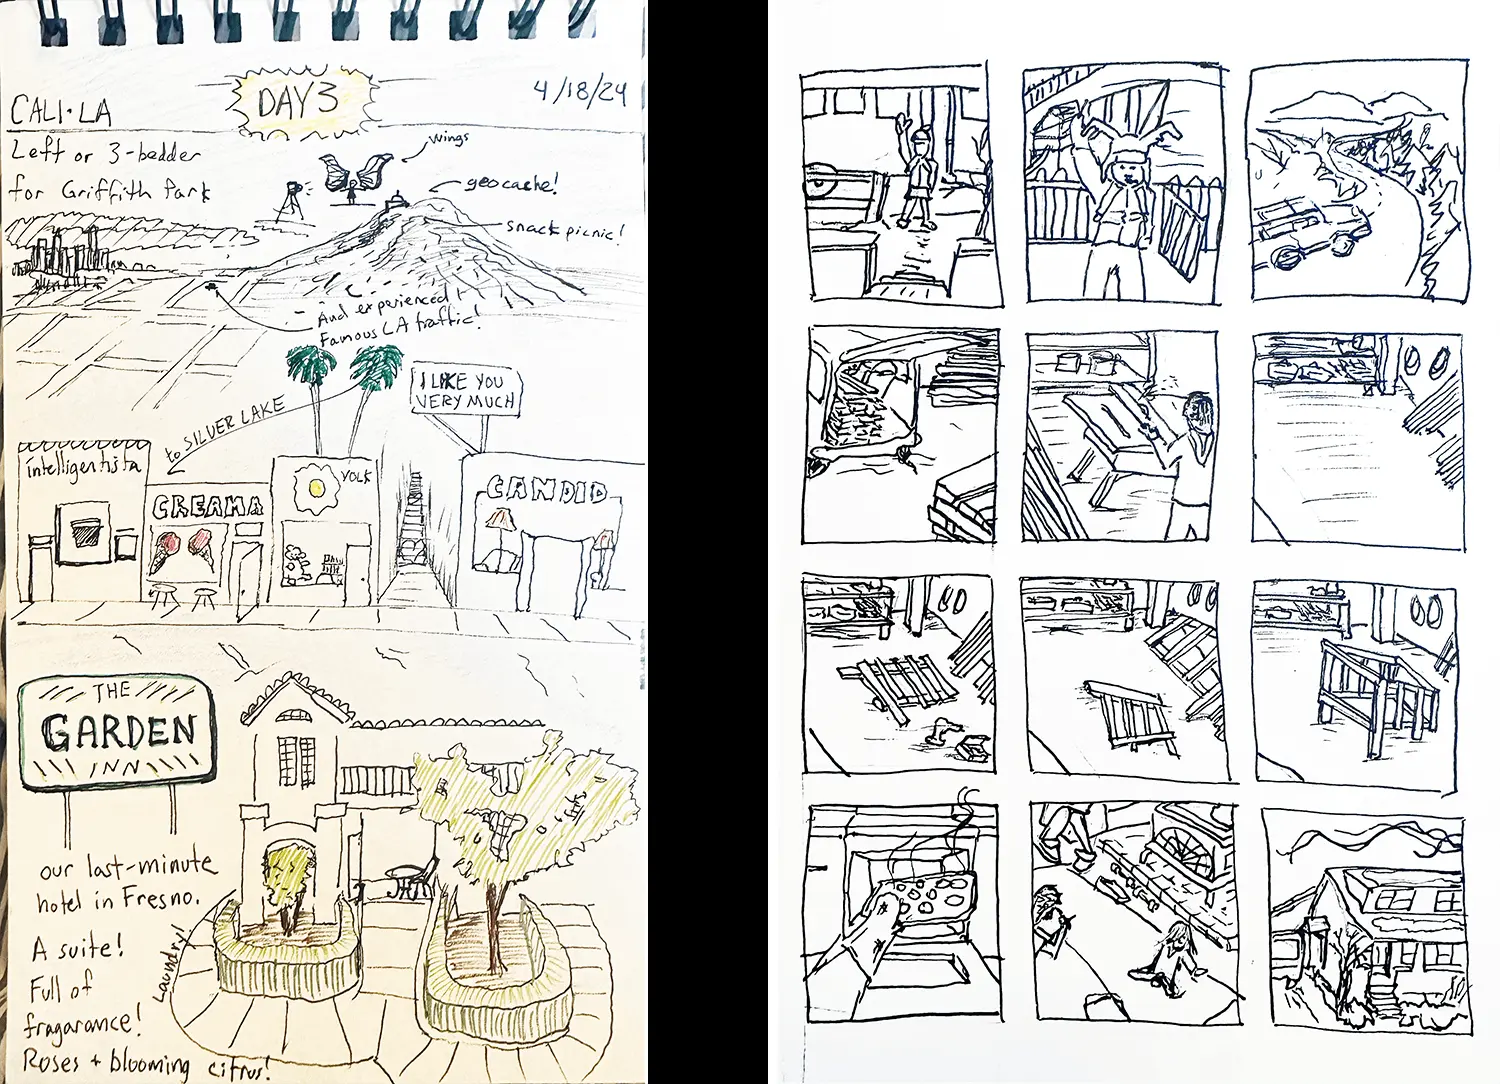 DAY 3
4/18/24
CALI·LA
Left or 3-bedder
for Griffith Park
wings
geocache!
snack picnic!
And experienced
Famous LA traffic!
I LIKE YOU
VERY MUCH
to SILVER LAKE
intelligentsia
CREAMA
YOLK
CANDID
THE
GARDEN
INN
our last-minute
hotel in Fresno.
A suite!
Full of
fragarance!
Roses + blooming citrus!
Laundry!